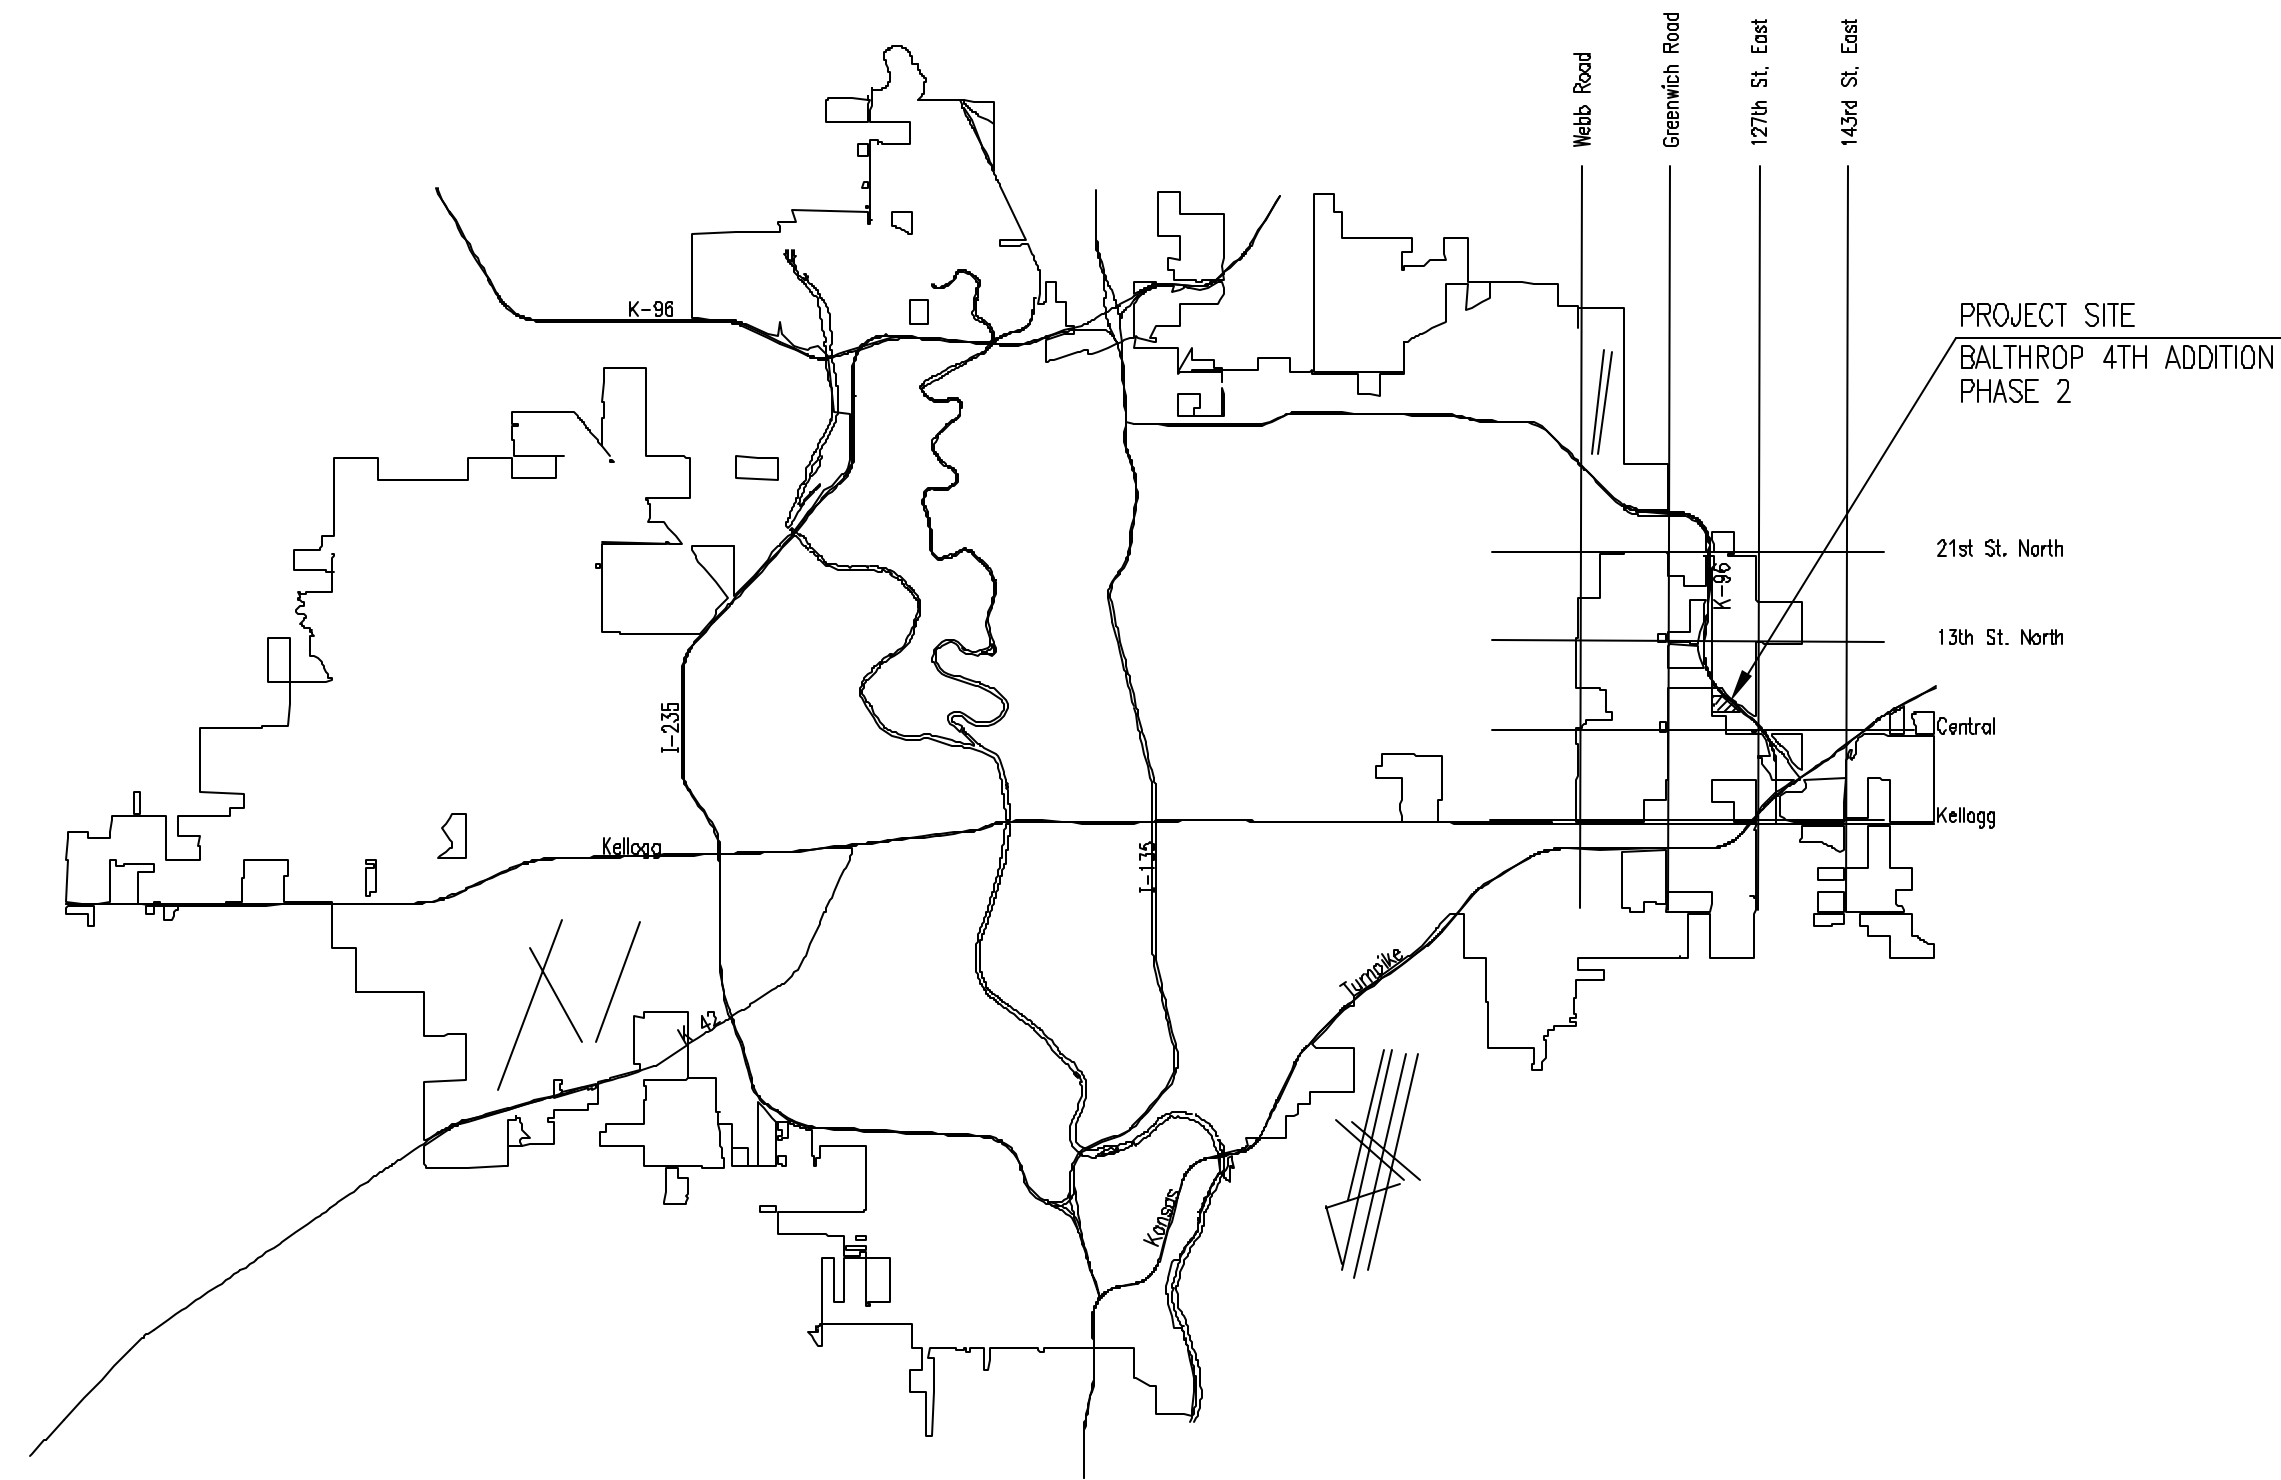 Webb Road
Greenwich Road
127th St. East
143rd St. East
K-96
PROJECT SITE
BALTHROP 4TH ADDITION
PHASE 2
21st St. North
K-96
13th St. North
I-235
Central
Kellogg
Kellogg
I-135
Turnpike
K-42
Kansas